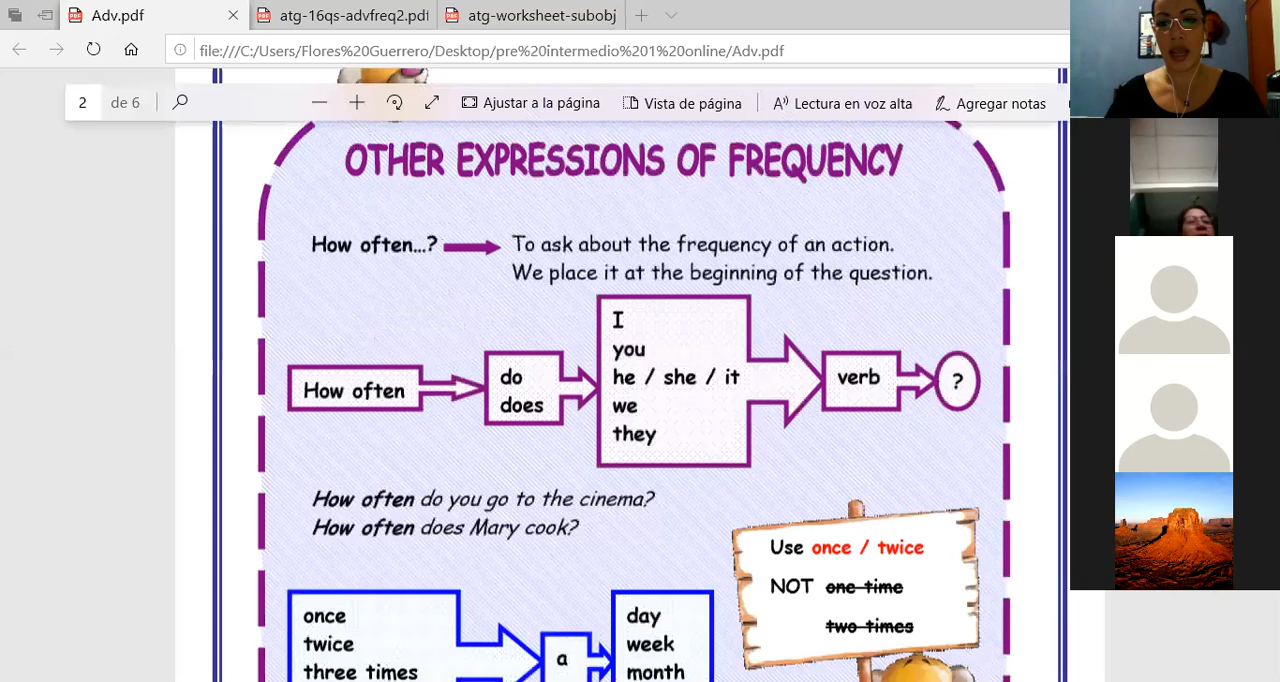 Adv.pdf
atg-16qs-advfreq2.pdf
atg-worksheet-subobj
file:///C:/Users/Flores%20Guerrero/Desktop/pre%20intermedio%201%20online/Adv.pdf
2 de 6
Ajustar a la página
Vista de página
Lectura en voz alta
Agregar notas
OTHER EXPRESSIONS OF FREQUENCY
How often...?
To ask about the frequency of an action.
We place it at the beginning of the question.
How often
do
does
I
you
he / she / it
we
they
verb
?
How often do you go to the cinema?
How often does Mary cook?
Use once / twice
NOT one time
two times
once
twice
three times
a
day
week
month